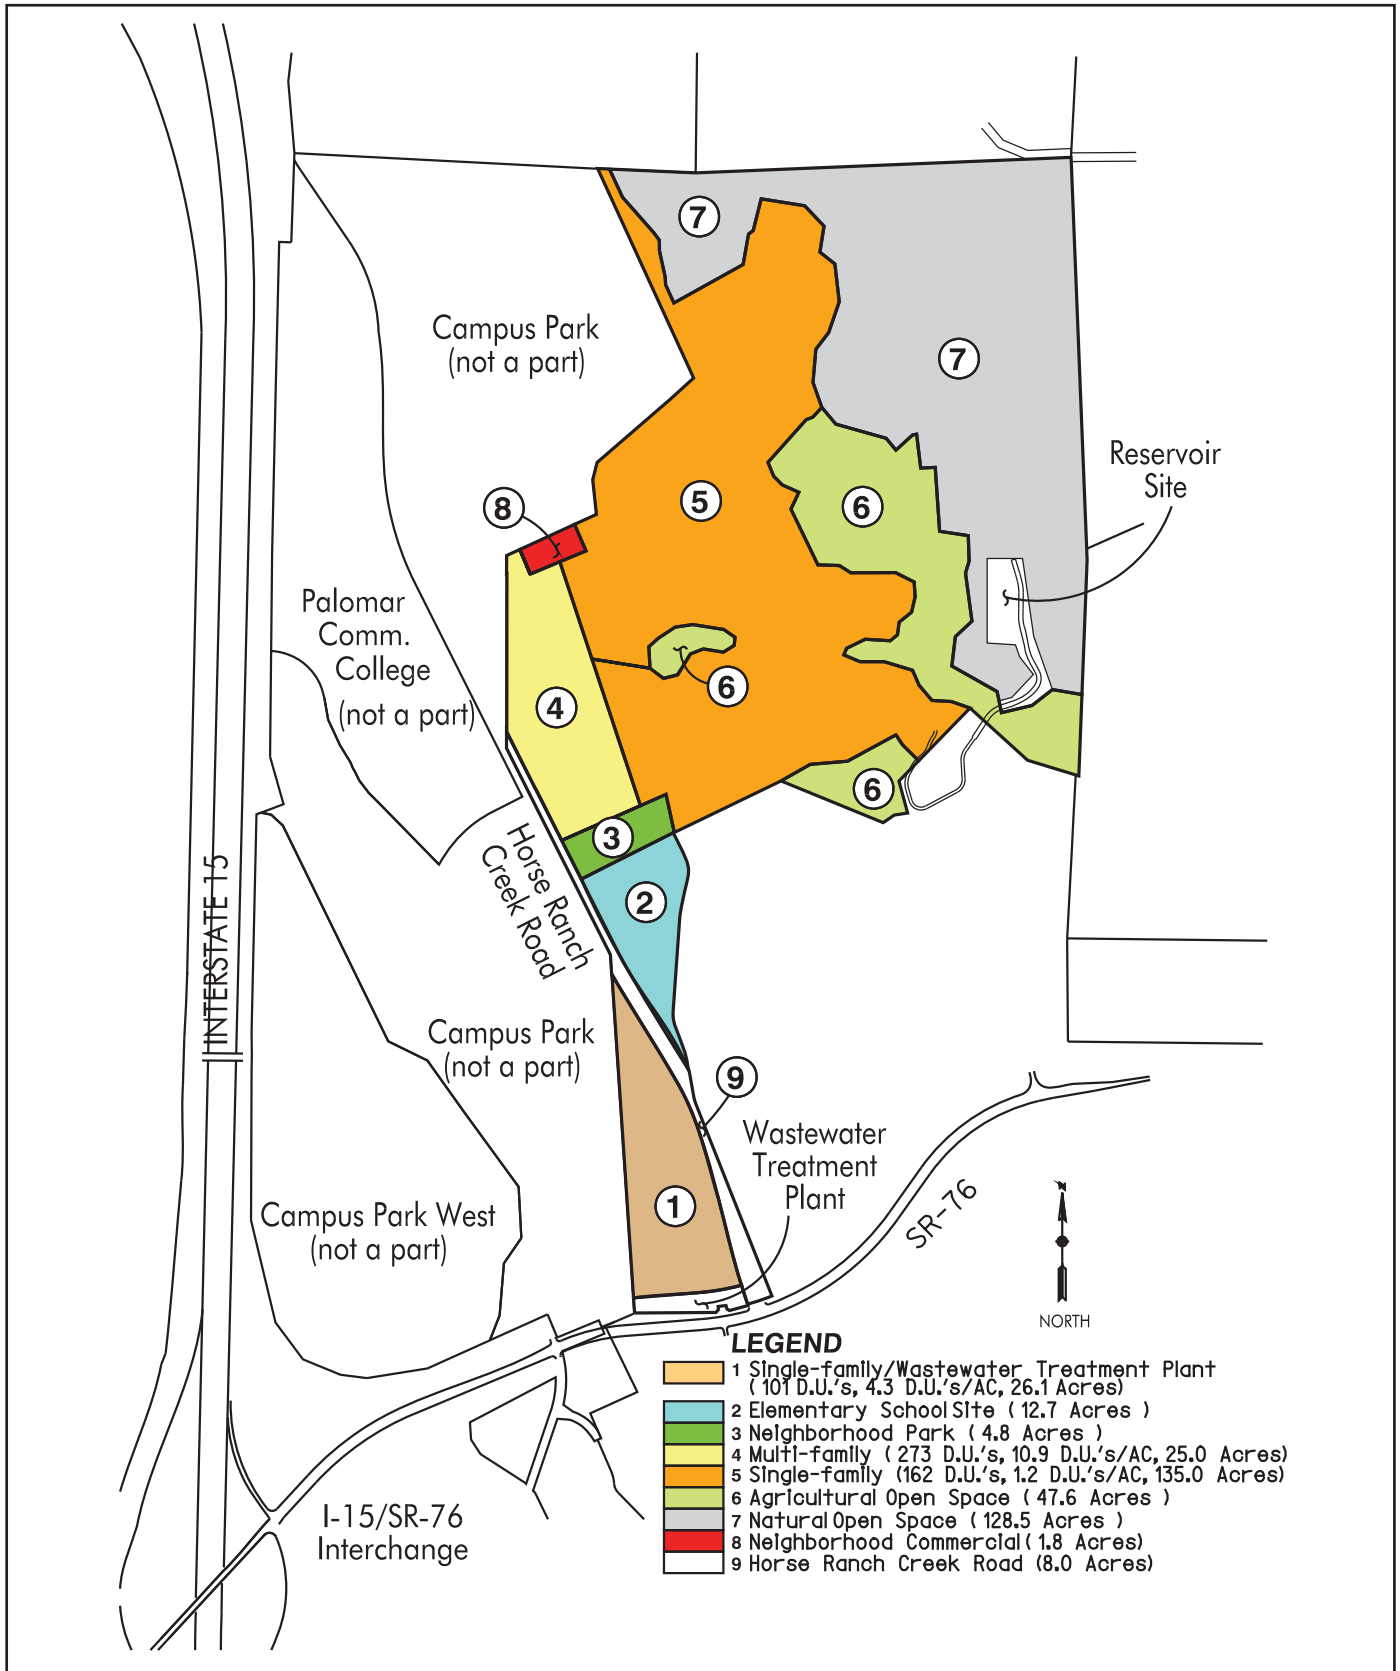 7
Campus Park
(not a part)
7
Reservoir
Site
8
5
6
Palomar
Comm.
College
(not a part)
6
4
6
3
Horse Ranch
Creek Road
2
INTERSTATE 15
Campus Park
(not a part)
9
Wastewater
Treatment
Plant
1
Campus Park West
(not a part)
SR-76
N
NORTH
LEGEND
1 Single-family/Wastewater Treatment Plant
( 101 D.U.'s, 4.3 D.U.'s/AC, 26.1 Acres)
2 Elementary School Site ( 12.7 Acres )
3 Neighborhood Park ( 4.8 Acres )
4 Multi-family ( 273 D.U.'s, 10.9 D.U.'s/AC, 25.0 Acres)
5 Single-family (162 D.U.'s, 1.2 D.U.'s/AC, 135.0 Acres)
6 Agricultural Open Space ( 47.6 Acres )
7 Natural Open Space ( 128.5 Acres )
8 Neighborhood Commercial ( 1.8 Acres)
9 Horse Ranch Creek Road (8.0 Acres)
I-15/SR-76
Interchange